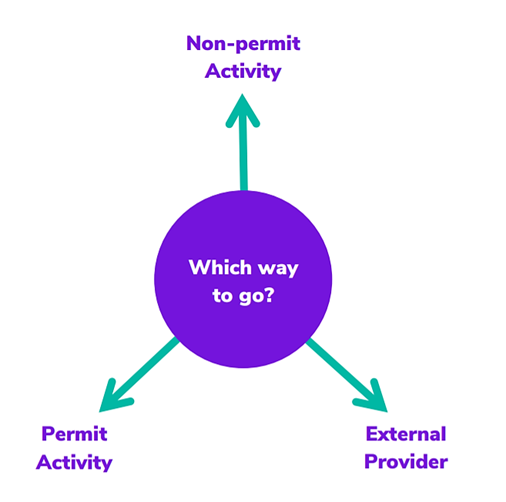 Non-permit
Activity
Which way
to go?
Permit
Activity
External
Provider